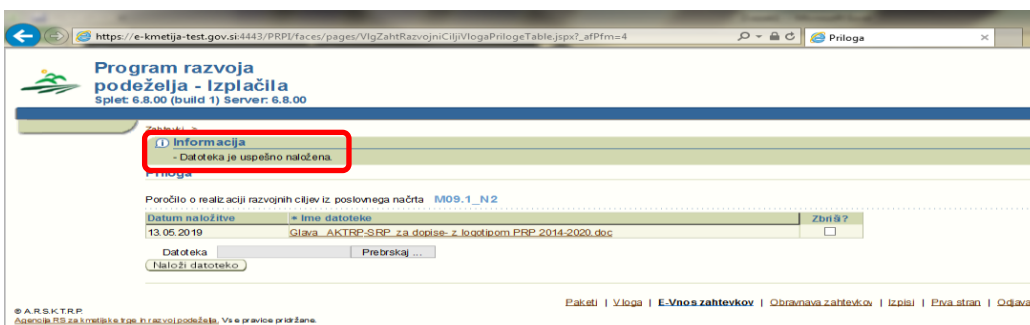 https://e-kmetija-test.gov.si:4443/PRPI/faces/pages/VlgZahtRazvojniCiljiVlogaPrilogeTable.jspx?_afPfm=4
Priloga
Program razvoja
podeželja - Izplačila
Splet: 6.8.00 (build 1) Server: 6.8.00
Zahtevki >
Informacija
- Datoteka je uspešno naložena.
Priloga
Poročilo o realizaciji razvojnih ciljev iz poslovnega načrta M09.1_N2
Datum naložitve * Ime datoteke Zbriši?
13.05.2019 Glava_ AKTRP-SRP_za dopise- z logotipom PRP 2014-2020.doc
Datoteka Prebrskaj ...
Naloži datoteko
Paketi | Vloga | E-Vnos zahtevkov | Obravnava zahtevkov | Izpisi | Prva stran | Odjava
© A.R.S.K.T.R.P.
Agencija RS za kmetijske trge in razvoj podeželja. Vse pravice pridržane.